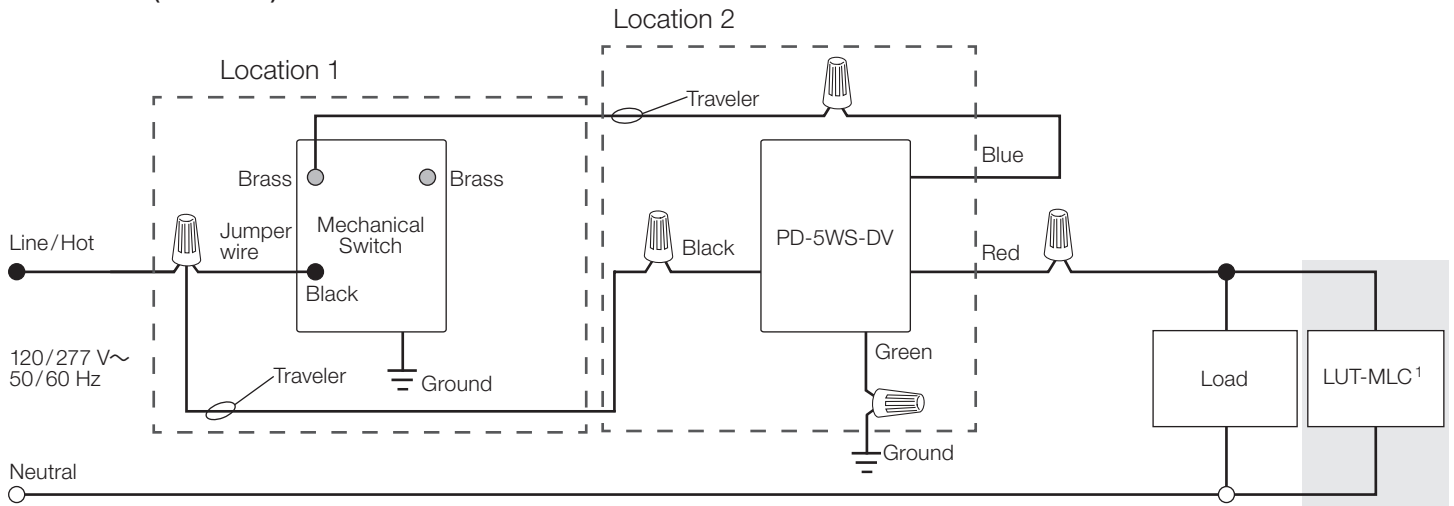 Location 2
Location 1
Traveler
Blue
Brass
Brass
Line/Hot
Jumper
wire
Mechanical
Switch
Black
PD-5WS-DV
Red
Black
120/277 V~
50/60 Hz
Green
Traveler
Ground
Load
LUT-MLC¹
Ground
Neutral